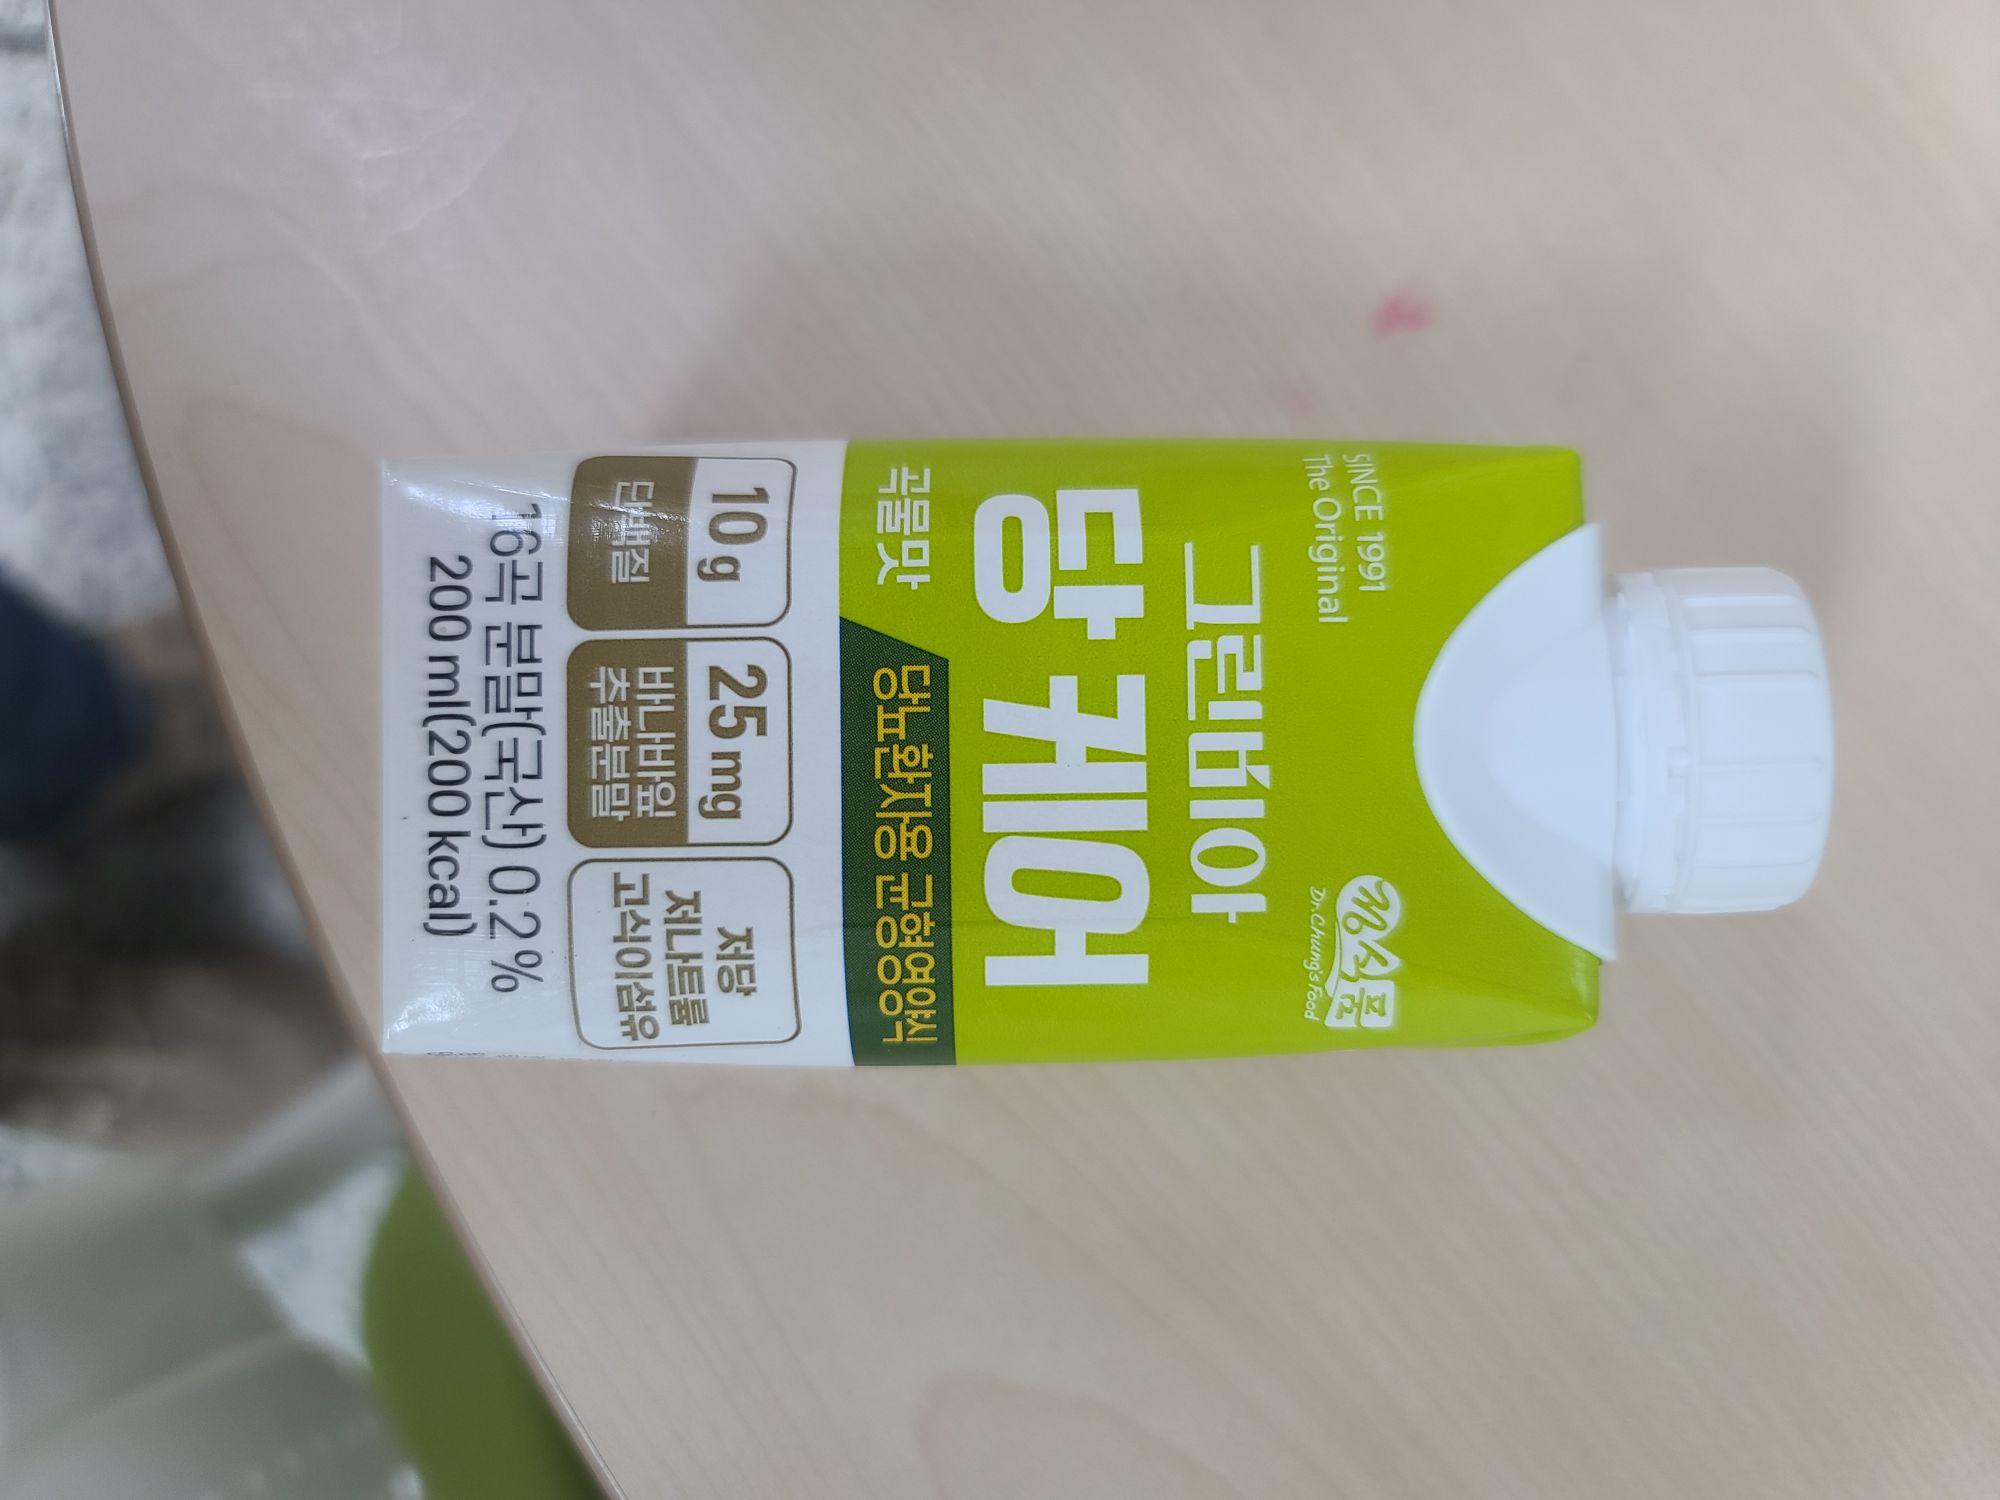 SINCE 1991
The Original
정식품
Dr.Chung's Food
그린비아
당케어
곡물맛
당뇨환자용 균형영양식
10 g
단백질
25 mg
바나바잎
추출분말
저당
저나트륨
고식이섬유
16곡 분말(국산) 0.2 %
200 ml(200 kcal)